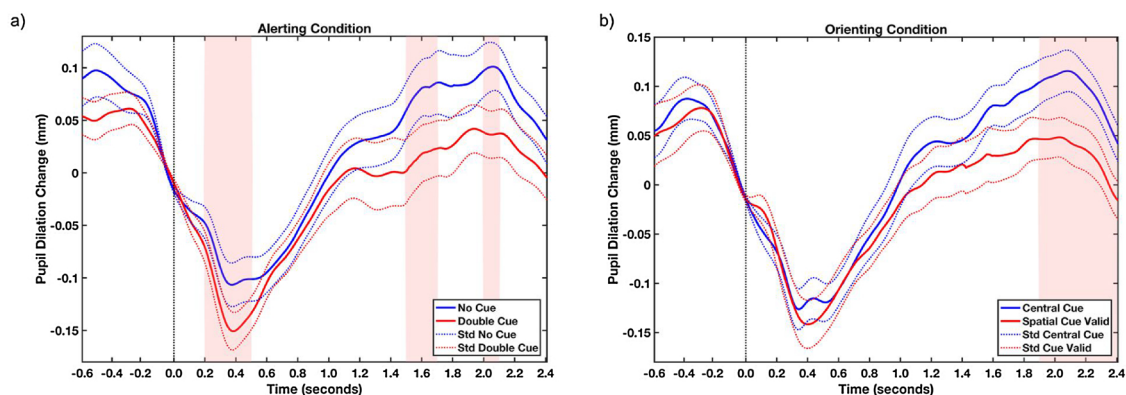 a)
Alerting Condition
Pupil Dilation Change (mm)
0.1
0.05
0
-0.05
-0.1
-0.15
No Cue
Double Cue
Std No Cue
Std Double Cue
-0.6 -0.4 -0.2 0.0 0.2 0.4 0.6 0.8 1.0 1.2 1.4 1.6 1.8 2.0 2.2 2.4
Time (seconds)
b)
Orienting Condition
Pupil Dilation Change (mm)
0.15
0.1
0.05
0
-0.05
-0.1
-0.15
Central Cue
Spatial Cue Valid
Std Central Cue
Std Cue Valid
-0.6 -0.4 -0.2 0.0 0.2 0.4 0.6 0.8 1.0 1.2 1.4 1.6 1.8 2.0 2.2 2.4
Time (seconds)